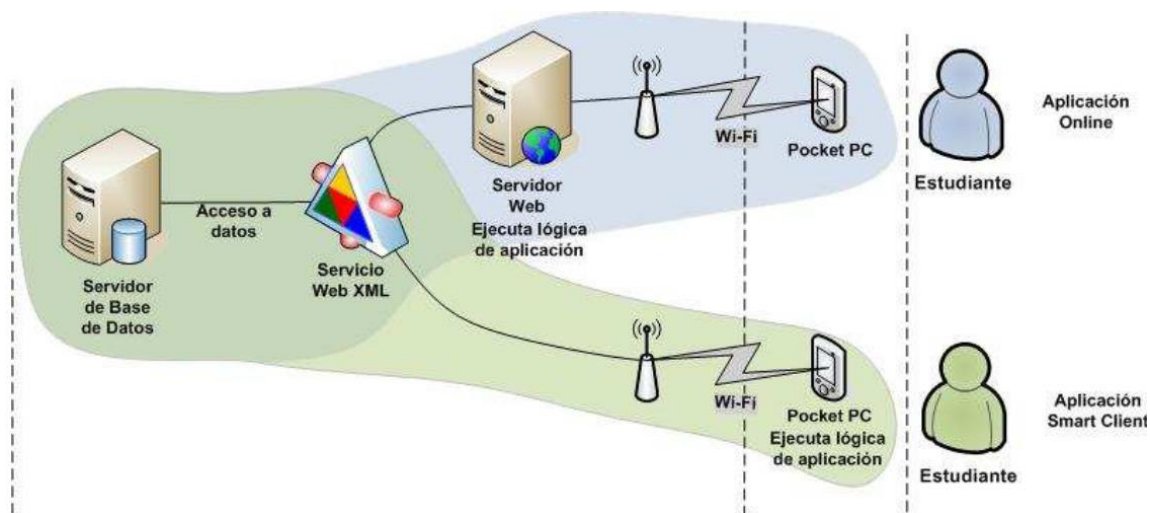 Servidor
de Base
de Datos
Acceso a
datos
Servicio
Web XML
Servidor
Web
Ejecuta lógica
de aplicación
Wi-Fi
Pocket PC
Estudiante
Aplicación
Online
Wi-Fi
Pocket PC
Ejecuta lógica
de aplicación
Estudiante
Aplicación
Smart Client